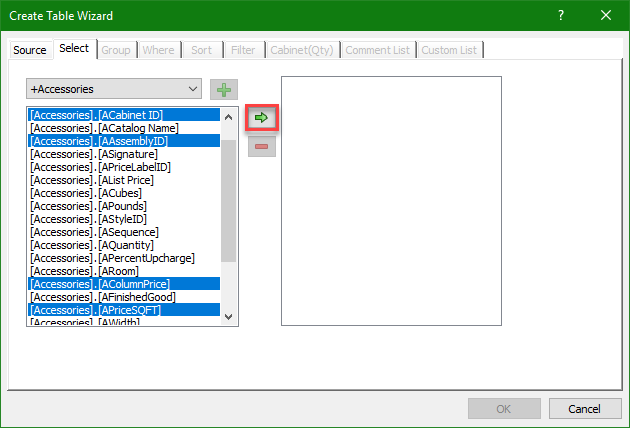 Create Table Wizard
Source Select Group Where Sort Filter Cabinet(Qty) Comment List Custom List
+Accessories
[Accessories].[ACabinet ID]
[Accessories].[ACatalog Name]
[Accessories].[AAssemblyID]
[Accessories].[ASignature]
[Accessories].[APriceLabelID]
[Accessories].[AList Price]
[Accessories].[ACubes]
[Accessories].[APounds]
[Accessories].[AStyleID]
[Accessories].[ASequence]
[Accessories].[AQuantity]
[Accessories].[APercentUpcharge]
[Accessories].[ARoom]
[Accessories].[AColumnPrice]
[Accessories].[AFinishedGood]
[Accessories].[APriceSQFT]
[Accessories].[AWidth]
OK Cancel